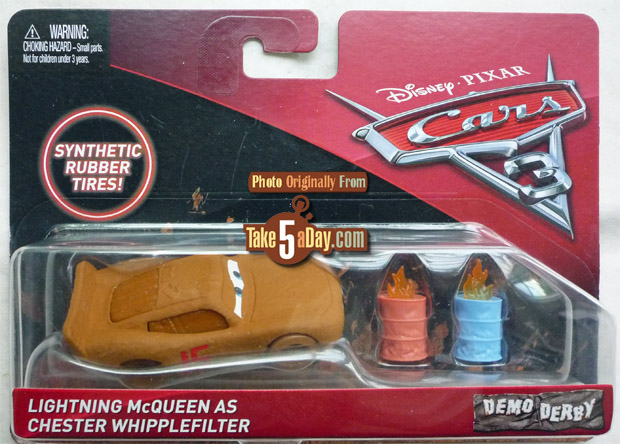 WARNING:
CHOKING HAZARD – Small parts.
Not for children under 3 years.
DISNEY · PIXAR
Cars
3
SYNTHETIC
RUBBER
TIRES!
Photo Originally From
Take5aDay.com
LIGHTNING McQUEEN AS
CHESTER WHIPPLEFILTER
DEMO DERBY